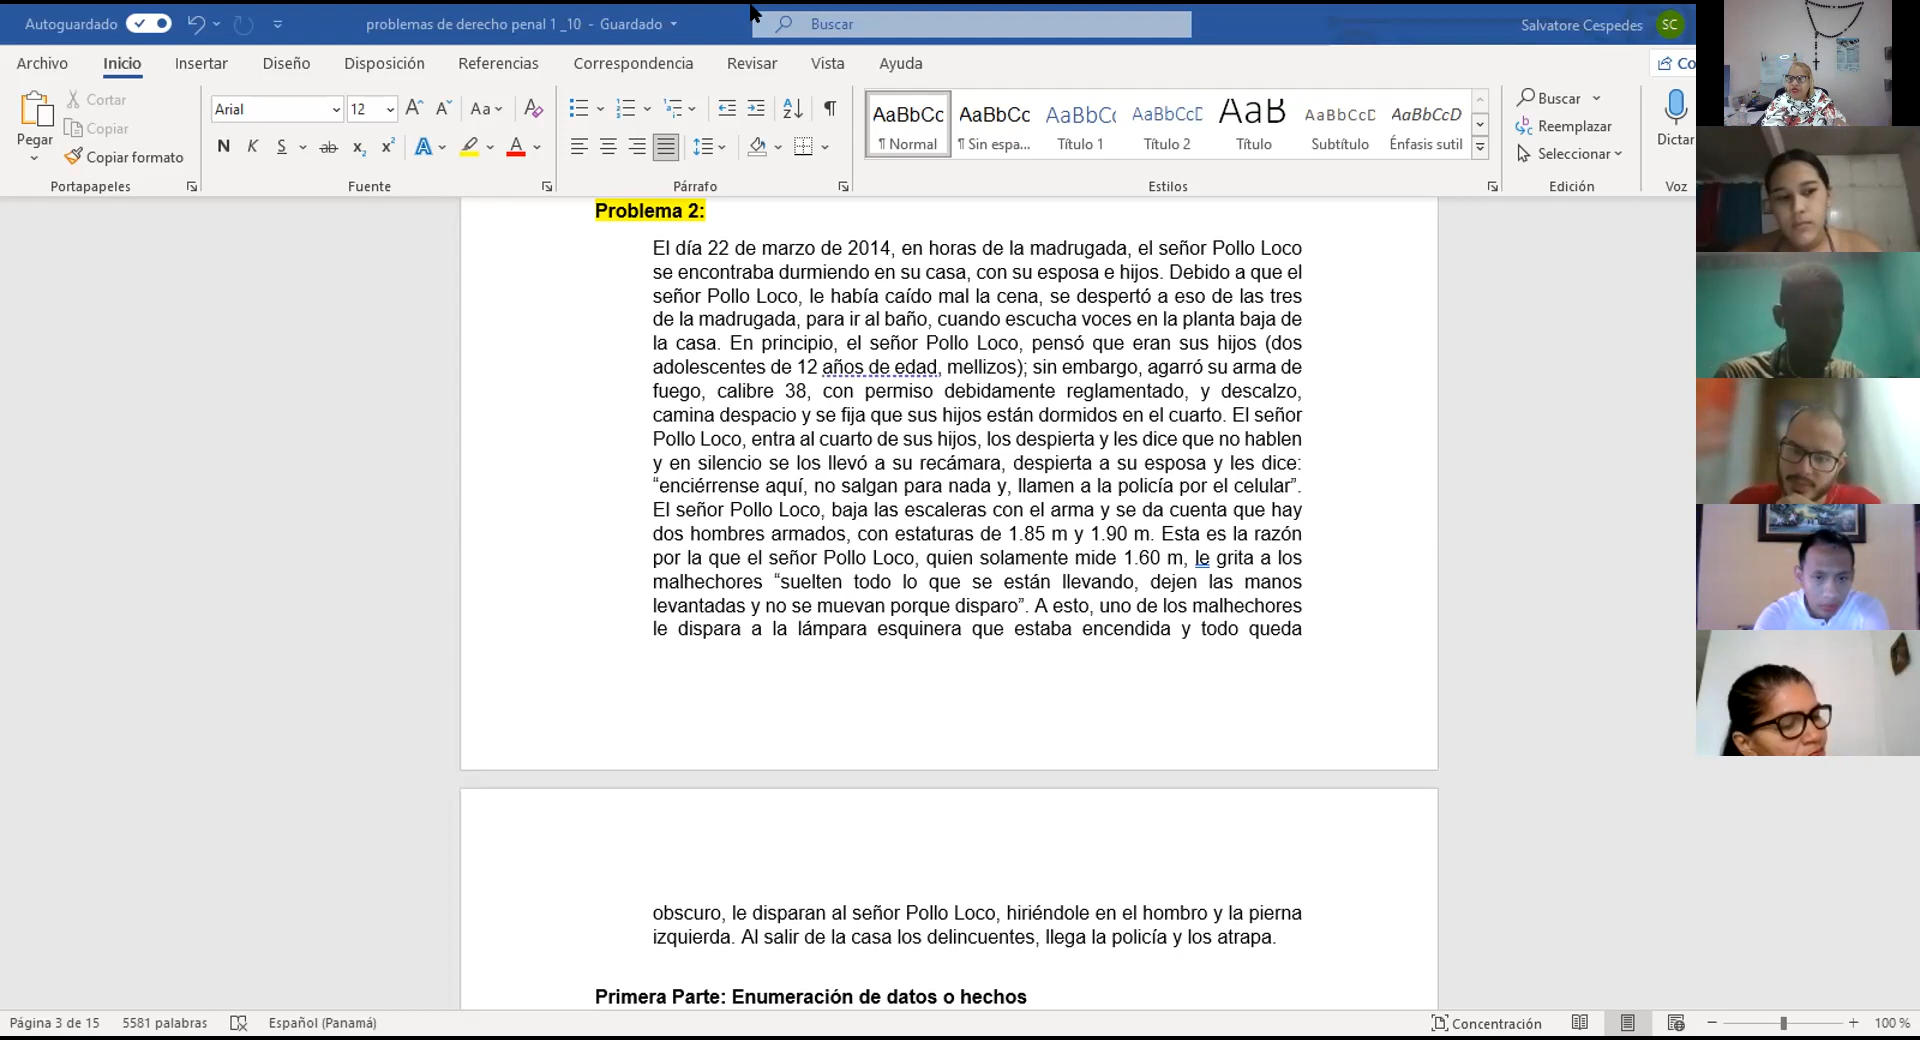 Autoguardado
problemas de derecho penal 1 _10 - Guardado
Buscar
Salvatore Cespedes SC
Archivo Inicio Insertar Diseño Disposición Referencias Correspondencia Revisar Vista Ayuda Co
Pegar
Cortar
Copiar
Copiar formato
Portapapeles
Arial 12 Aa
N K S ab x₂ x² A A
Fuente
Párrafo
AaBbCc AaBbCc AaBbC AaBbCcD AaB AaBbCcD AaBbCcD
¶ Normal ¶ Sin espa... Título 1 Título 2 Título Subtítulo Énfasis sutil
Estilos
Buscar
Reemplazar
Seleccionar
Edición
Dictar
Voz
Problema 2:
El día 22 de marzo de 2014, en horas de la madrugada, el señor Pollo Loco
se encontraba durmiendo en su casa, con su esposa e hijos. Debido a que el
señor Pollo Loco, le había caído mal la cena, se despertó a eso de las tres
de la madrugada, para ir al baño, cuando escucha voces en la planta baja de
la casa. En principio, el señor Pollo Loco, pensó que eran sus hijos (dos
adolescentes de 12 años de edad, mellizos); sin embargo, agarró su arma de
fuego, calibre 38, con permiso debidamente reglamentado, y descalzo,
camina despacio y se fija que sus hijos están dormidos en el cuarto. El señor
Pollo Loco, entra al cuarto de sus hijos, los despierta y les dice que no hablen
y en silencio se los llevó a su recámara, despierta a su esposa y les dice:
“enciérrense aquí, no salgan para nada y, llamen a la policía por el celular”.
El señor Pollo Loco, baja las escaleras con el arma y se da cuenta que hay
dos hombres armados, con estaturas de 1.85 m y 1.90 m. Esta es la razón
por la que el señor Pollo Loco, quien solamente mide 1.60 m, le grita a los
malhechores “suelten todo lo que se están llevando, dejen las manos
levantadas y no se muevan porque disparo”. A esto, uno de los malhechores
le dispara a la lámpara esquinera que estaba encendida y todo queda
obscuro, le disparan al señor Pollo Loco, hiriéndole en el hombro y la pierna
izquierda. Al salir de la casa los delincuentes, llega la policía y los atrapa.
Primera Parte: Enumeración de datos o hechos
Página 3 de 15 5581 palabras Español (Panamá) Concentración 100 %